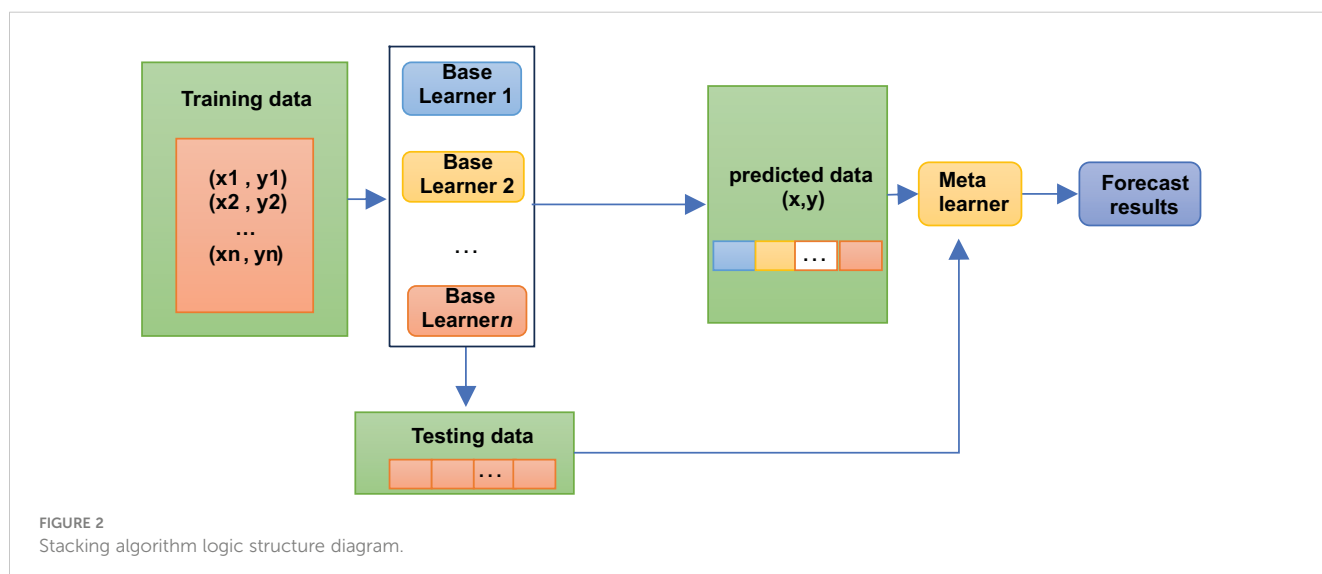 Training data
(x1 , y1)
(x2 , y2)
...
(xn , yn)
Base
Learner 1
Base
Learner 2
...
Base
Learnern
predicted data
(x,y)
...
Meta
learner
Forecast
results
Testing data
...
FIGURE 2
Stacking algorithm logic structure diagram.